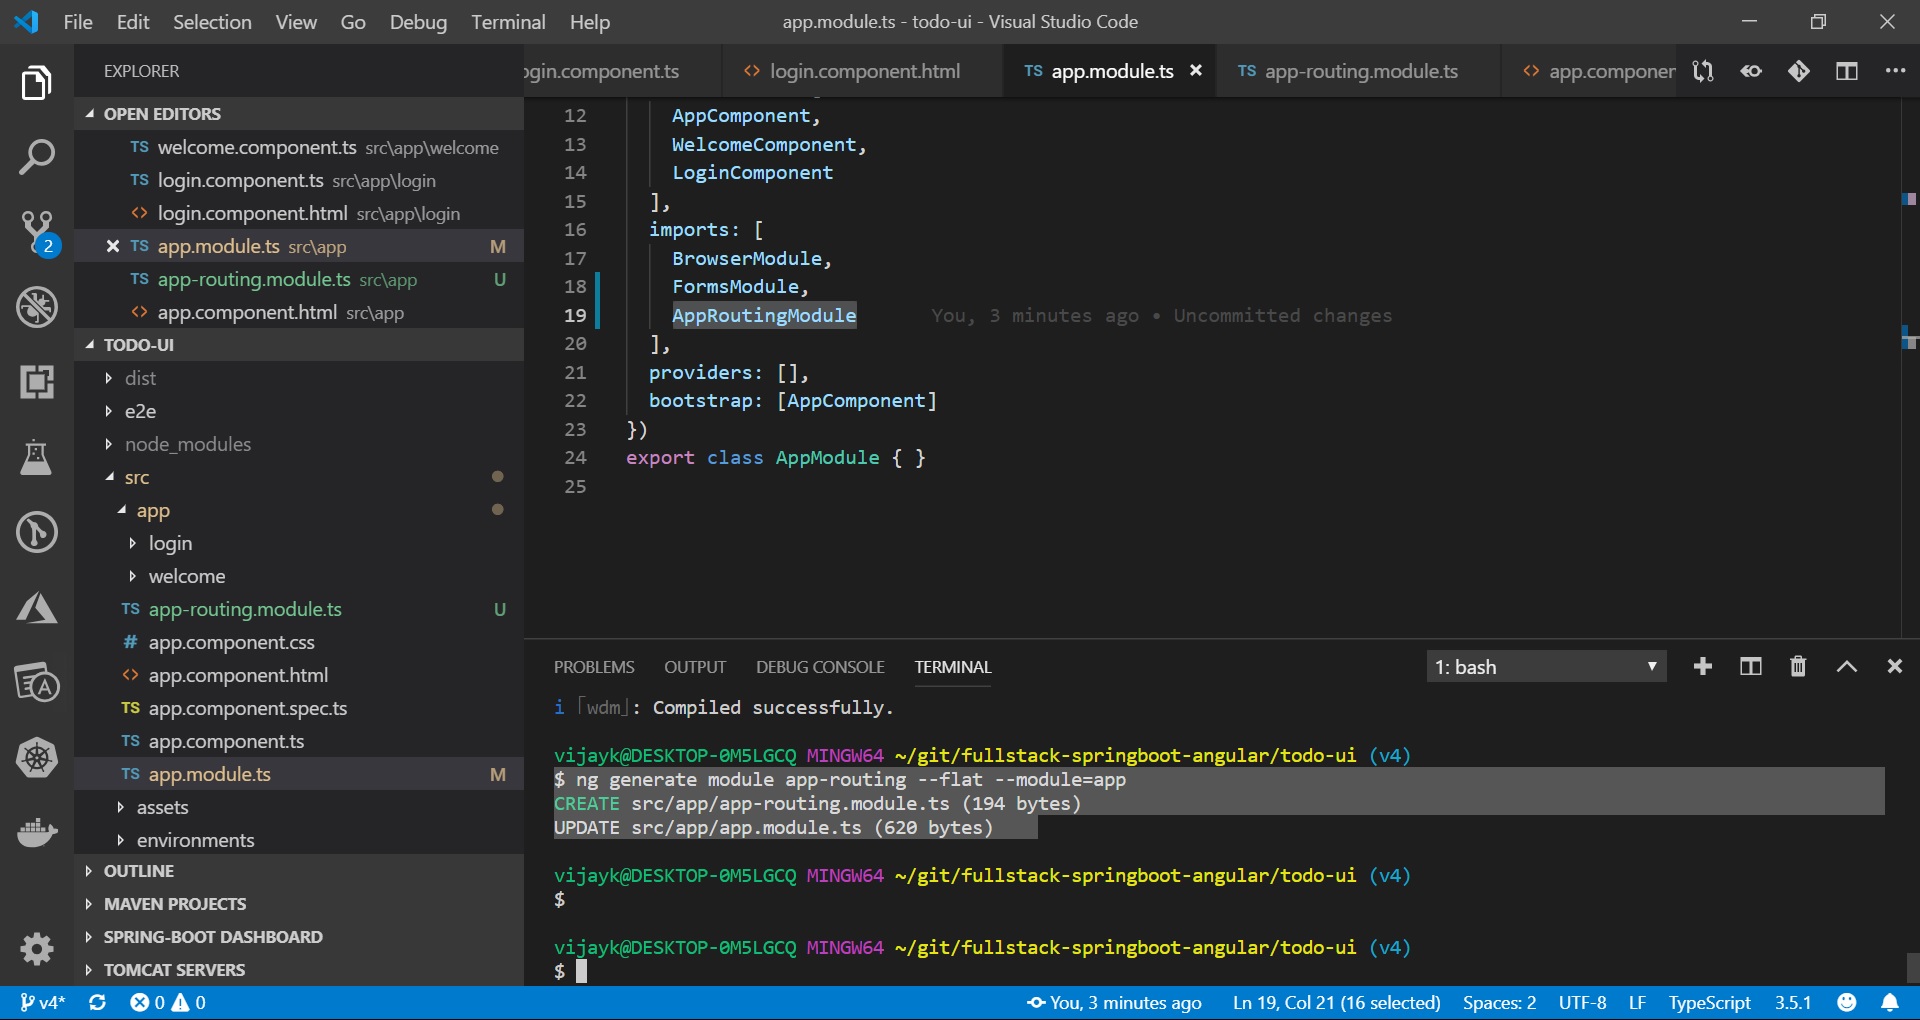 File Edit Selection View Go Debug Terminal Help
app.module.ts - todo-ui - Visual Studio Code
EXPLORER
OPEN EDITORS
TS welcome.component.ts src\app\welcome
TS login.component.ts src\app\login
<> login.component.html src\app\login
TS app.module.ts src\app M
TS app-routing.module.ts src\app U
<> app.component.html src\app
TODO-UI
dist
e2e
node_modules
src
app
login
welcome
TS app-routing.module.ts U
# app.component.css
<> app.component.html
TS app.component.spec.ts
TS app.component.ts
TS app.module.ts M
assets
environments
OUTLINE
MAVEN PROJECTS
SPRING-BOOT DASHBOARD
TOMCAT SERVERS
2
ogin.component.ts
<> login.component.html
TS app.module.ts
TS app-routing.module.ts
<> app.componen
12 AppComponent,
13 WelcomeComponent,
14 LoginComponent
15 ],
16 imports: [
17 BrowserModule,
18 FormsModule,
19 AppRoutingModule You, 3 minutes ago • Uncommitted changes
20 ],
21 providers: [],
22 bootstrap: [AppComponent]
23 })
24 export class AppModule { }
25
PROBLEMS OUTPUT DEBUG CONSOLE TERMINAL
1: bash
i ｢wdm｣: Compiled successfully.
vijayk@DESKTOP-0M5LGCQ MINGW64 ~/git/fullstack-springboot-angular/todo-ui (v4)
$ ng generate module app-routing --flat --module=app
CREATE src/app/app-routing.module.ts (194 bytes)
UPDATE src/app/app.module.ts (620 bytes)
vijayk@DESKTOP-0M5LGCQ MINGW64 ~/git/fullstack-springboot-angular/todo-ui (v4)
$
vijayk@DESKTOP-0M5LGCQ MINGW64 ~/git/fullstack-springboot-angular/todo-ui (v4)
$
v4* 0 0 You, 3 minutes ago Ln 19, Col 21 (16 selected) Spaces: 2 UTF-8 LF TypeScript 3.5.1